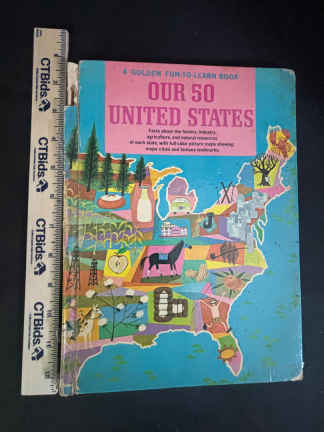 A GOLDEN FUN-TO-LEARN BOOK
OUR 50
UNITED STATES
Facts about the history, industry,
agriculture, and natural resources
of each state, with full-color picture maps showing
major cities and famous landmarks.
CTBids.
CTBids.
CTBids.
CTBids.